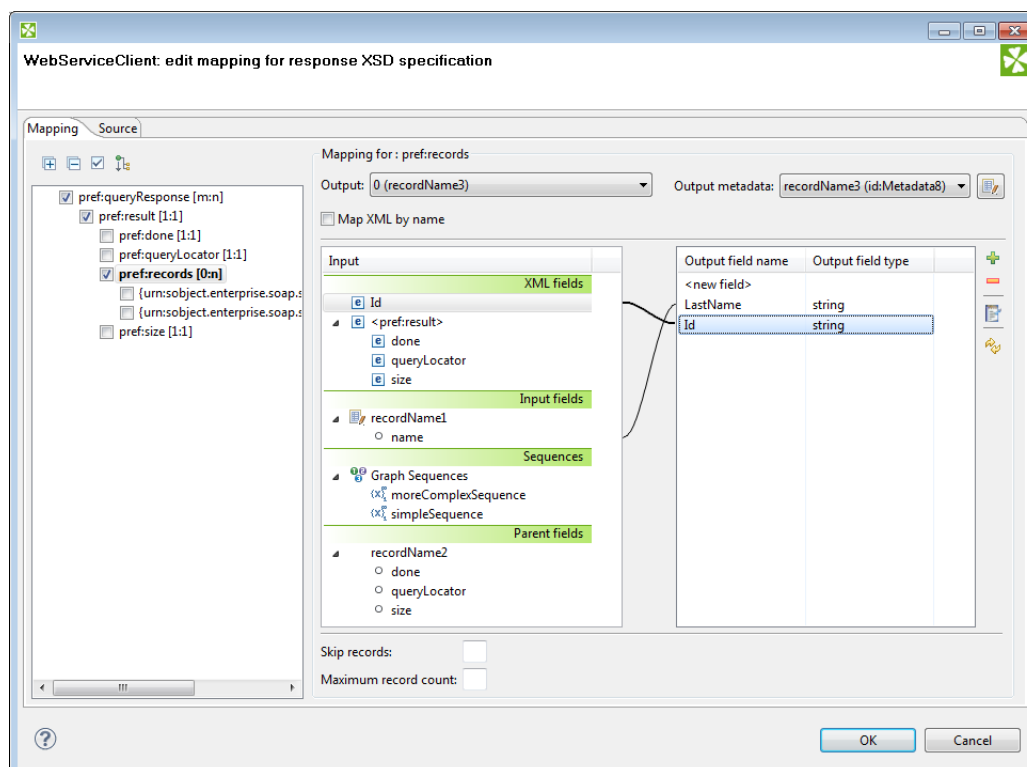 WebServiceClient: edit mapping for response XSD specification
Mapping
Source
pref:queryResponse [m:n]
pref:result [1:1]
pref:done [1:1]
pref:queryLocator [1:1]
pref:records [0:n]
{urn:sobject.enterprise.soap.s
{urn:sobject.enterprise.soap.s
pref:size [1:1]
Mapping for : pref:records
Output: 0 (recordName3)
Output metadata: recordName3 (id:Metadata8)
Map XML by name
Input
XML fields
Id
<pref:result>
done
queryLocator
size
Input fields
recordName1
name
Sequences
Graph Sequences
moreComplexSequence
simpleSequence
Parent fields
recordName2
done
queryLocator
size
Output field name Output field type
<new field>
LastName string
Id string
Skip records:
Maximum record count:
OK
Cancel